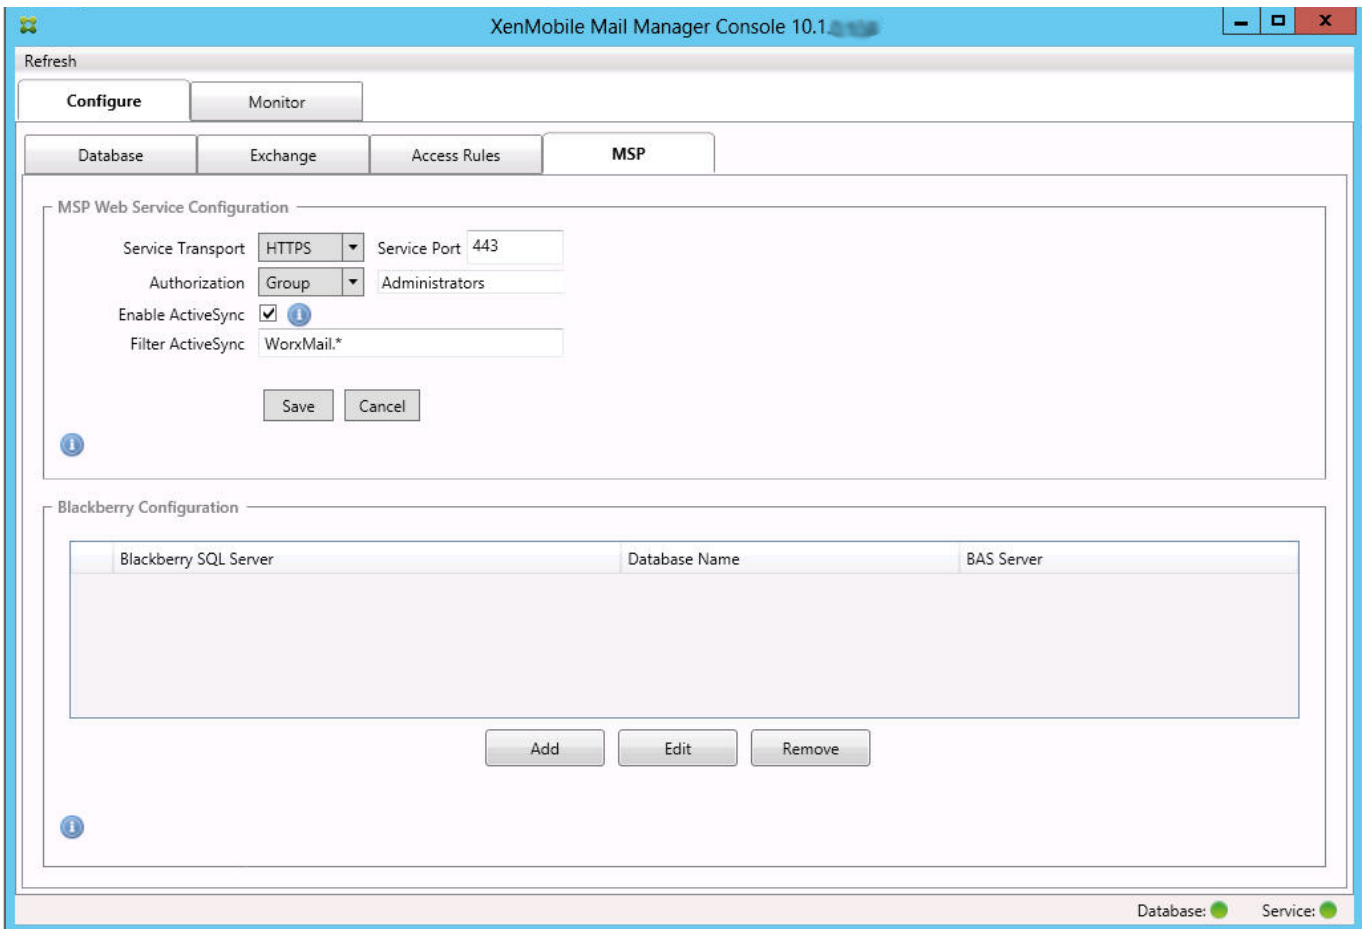 XenMobile Mail Manager Console 10.1.
Refresh
Configure Monitor
Database Exchange Access Rules MSP
MSP Web Service Configuration
Service Transport HTTPS Service Port 443
Authorization Group Administrators
Enable ActiveSync
Filter ActiveSync WorxMail.*
Save Cancel
Blackberry Configuration
Blackberry SQL Server Database Name BAS Server
Add Edit Remove
Database: Service: